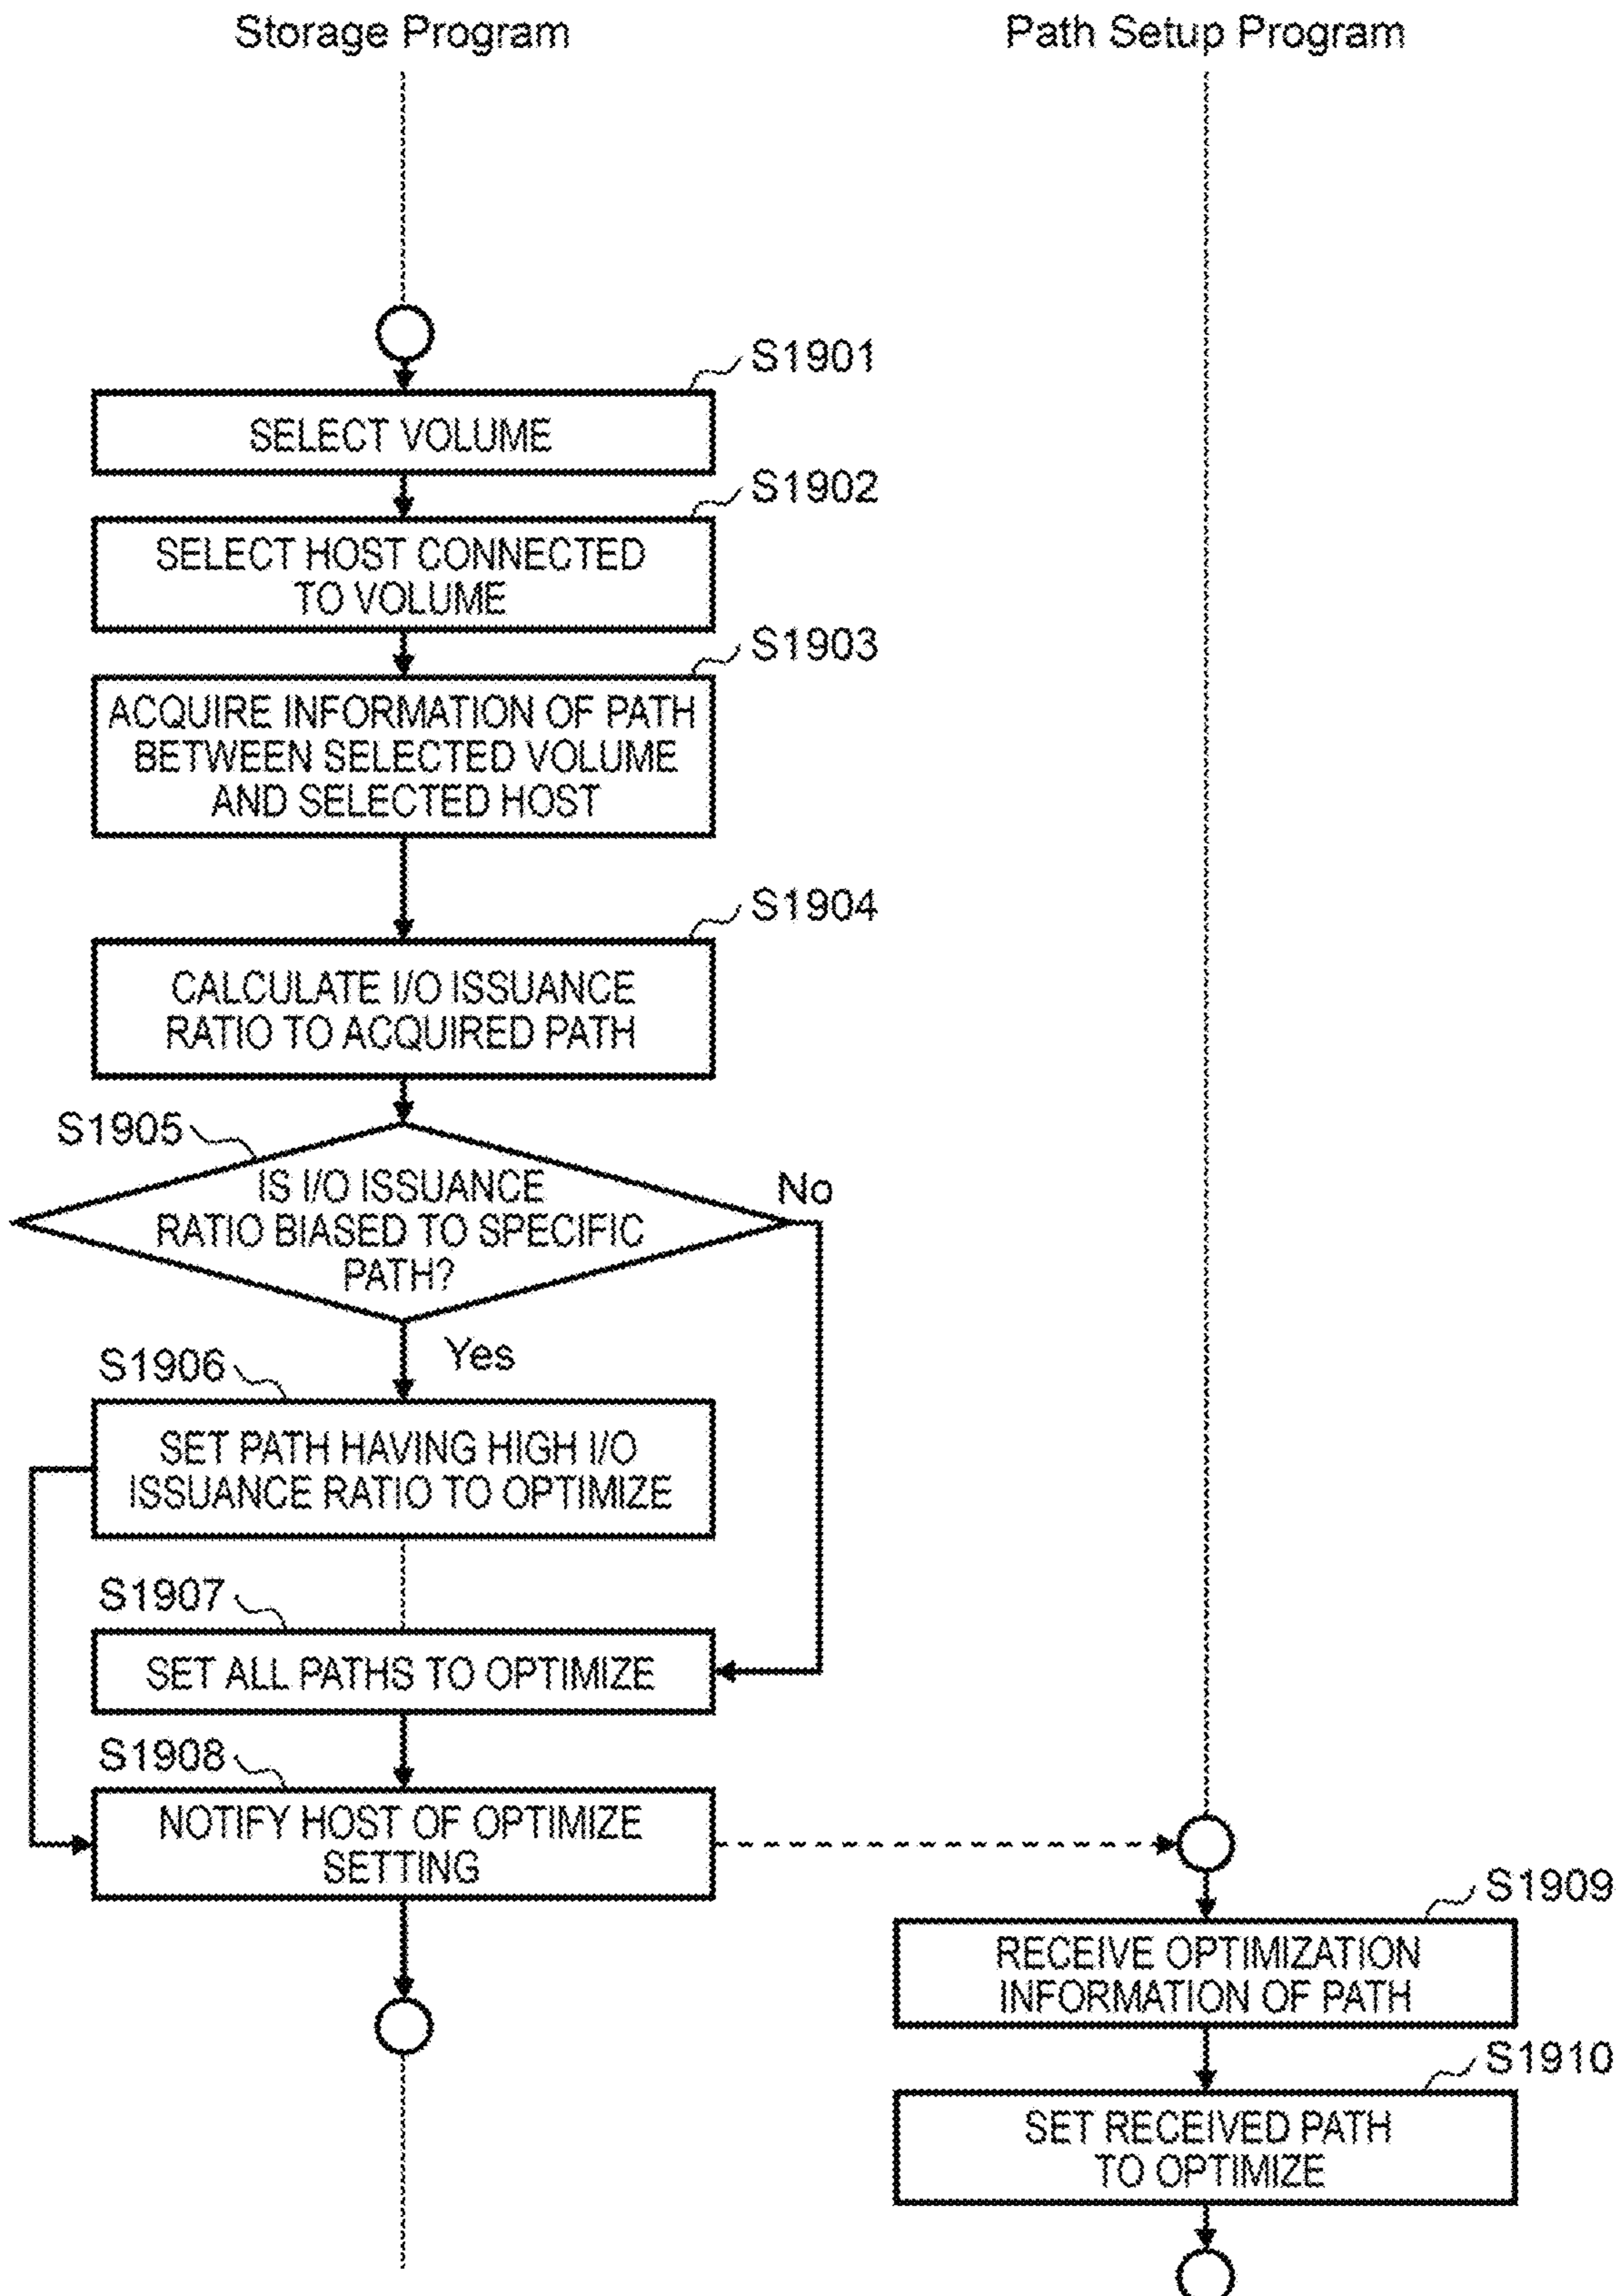 Storage Program
Path Setup Program
S1901
SELECT VOLUME
S1902
SELECT HOST CONNECTED
TO VOLUME
S1903
ACQUIRE INFORMATION OF PATH
BETWEEN SELECTED VOLUME
AND SELECTED HOST
S1904
CALCULATE I/O ISSUANCE
RATIO TO ACQUIRED PATH
S1905
IS I/O ISSUANCE
RATIO BIASED TO SPECIFIC
PATH?
No
Yes
S1906
SET PATH HAVING HIGH I/O
ISSUANCE RATIO TO OPTIMIZE
S1907
SET ALL PATHS TO OPTIMIZE
S1908
NOTIFY HOST OF OPTIMIZE
SETTING
S1909
RECEIVE OPTIMIZATION
INFORMATION OF PATH
S1910
SET RECEIVED PATH
TO OPTIMIZE